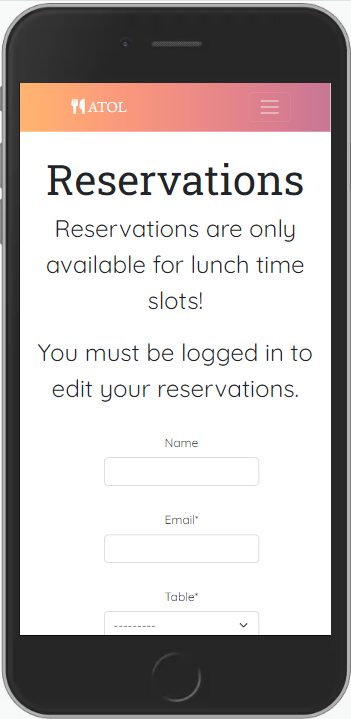 ATOL
Reservations
Reservations are only
available for lunch time
slots!
You must be logged in to
edit your reservations.
Name
Email*
Table*
---------